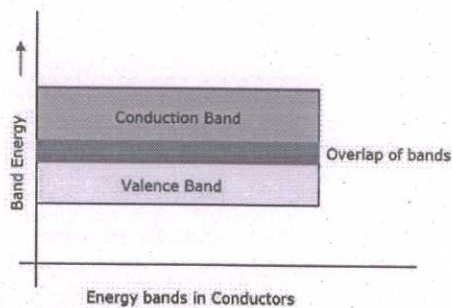 Band Energy
Conduction Band
Overlap of bands
Valence Band
Energy bands in Conductors